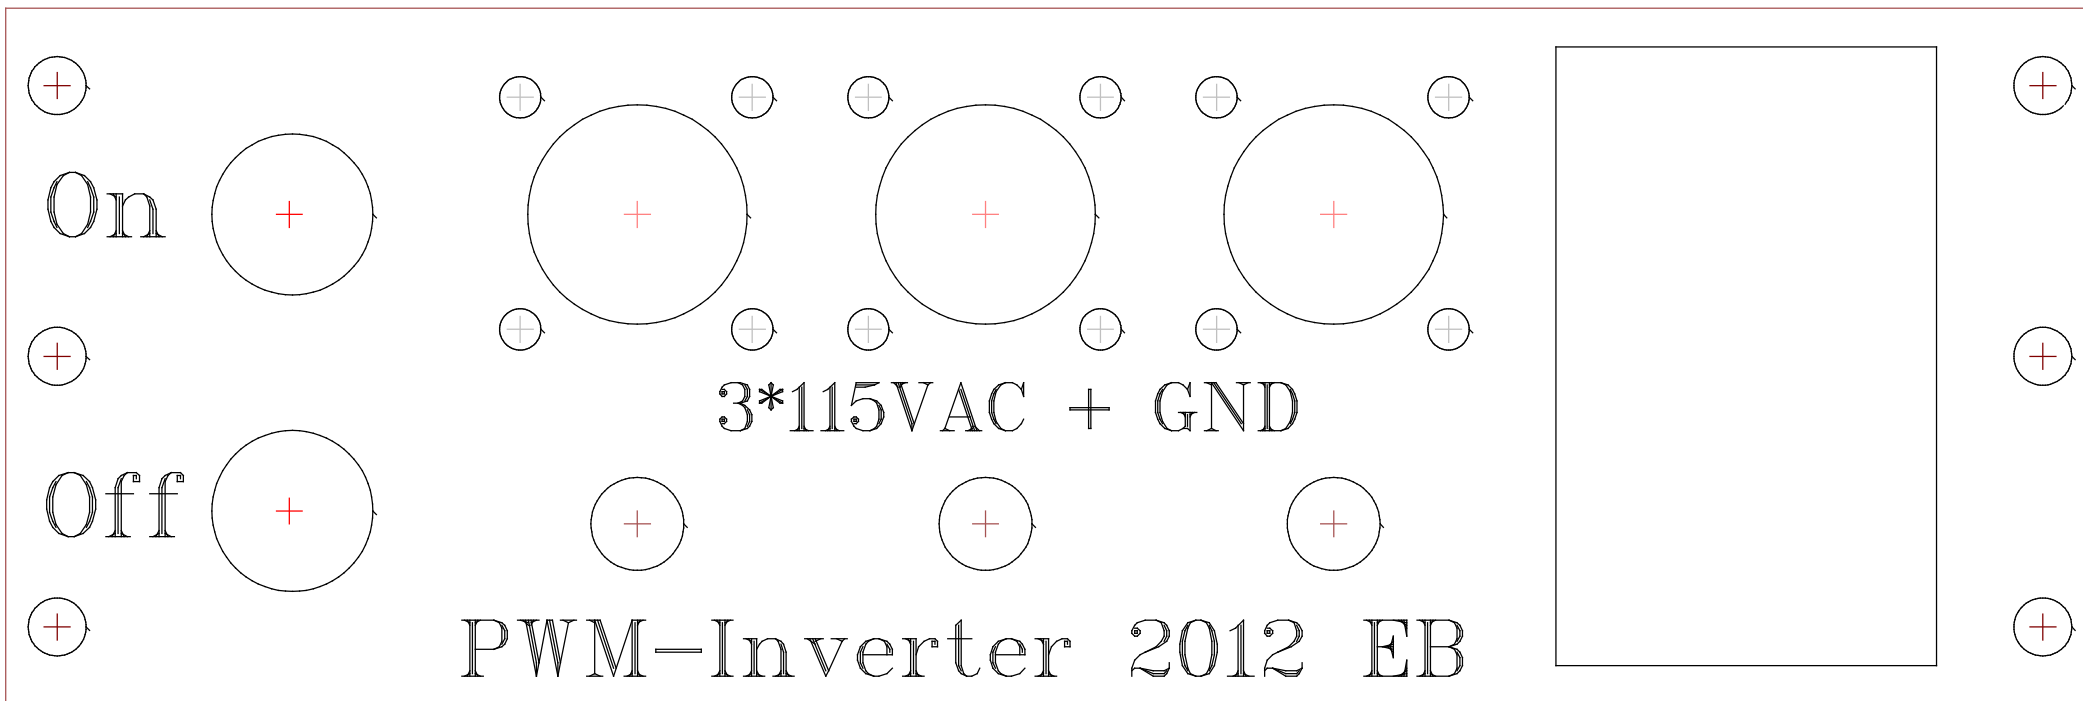 On
3*115VAC + GND
Off
PWM-Inverter 2012 EB